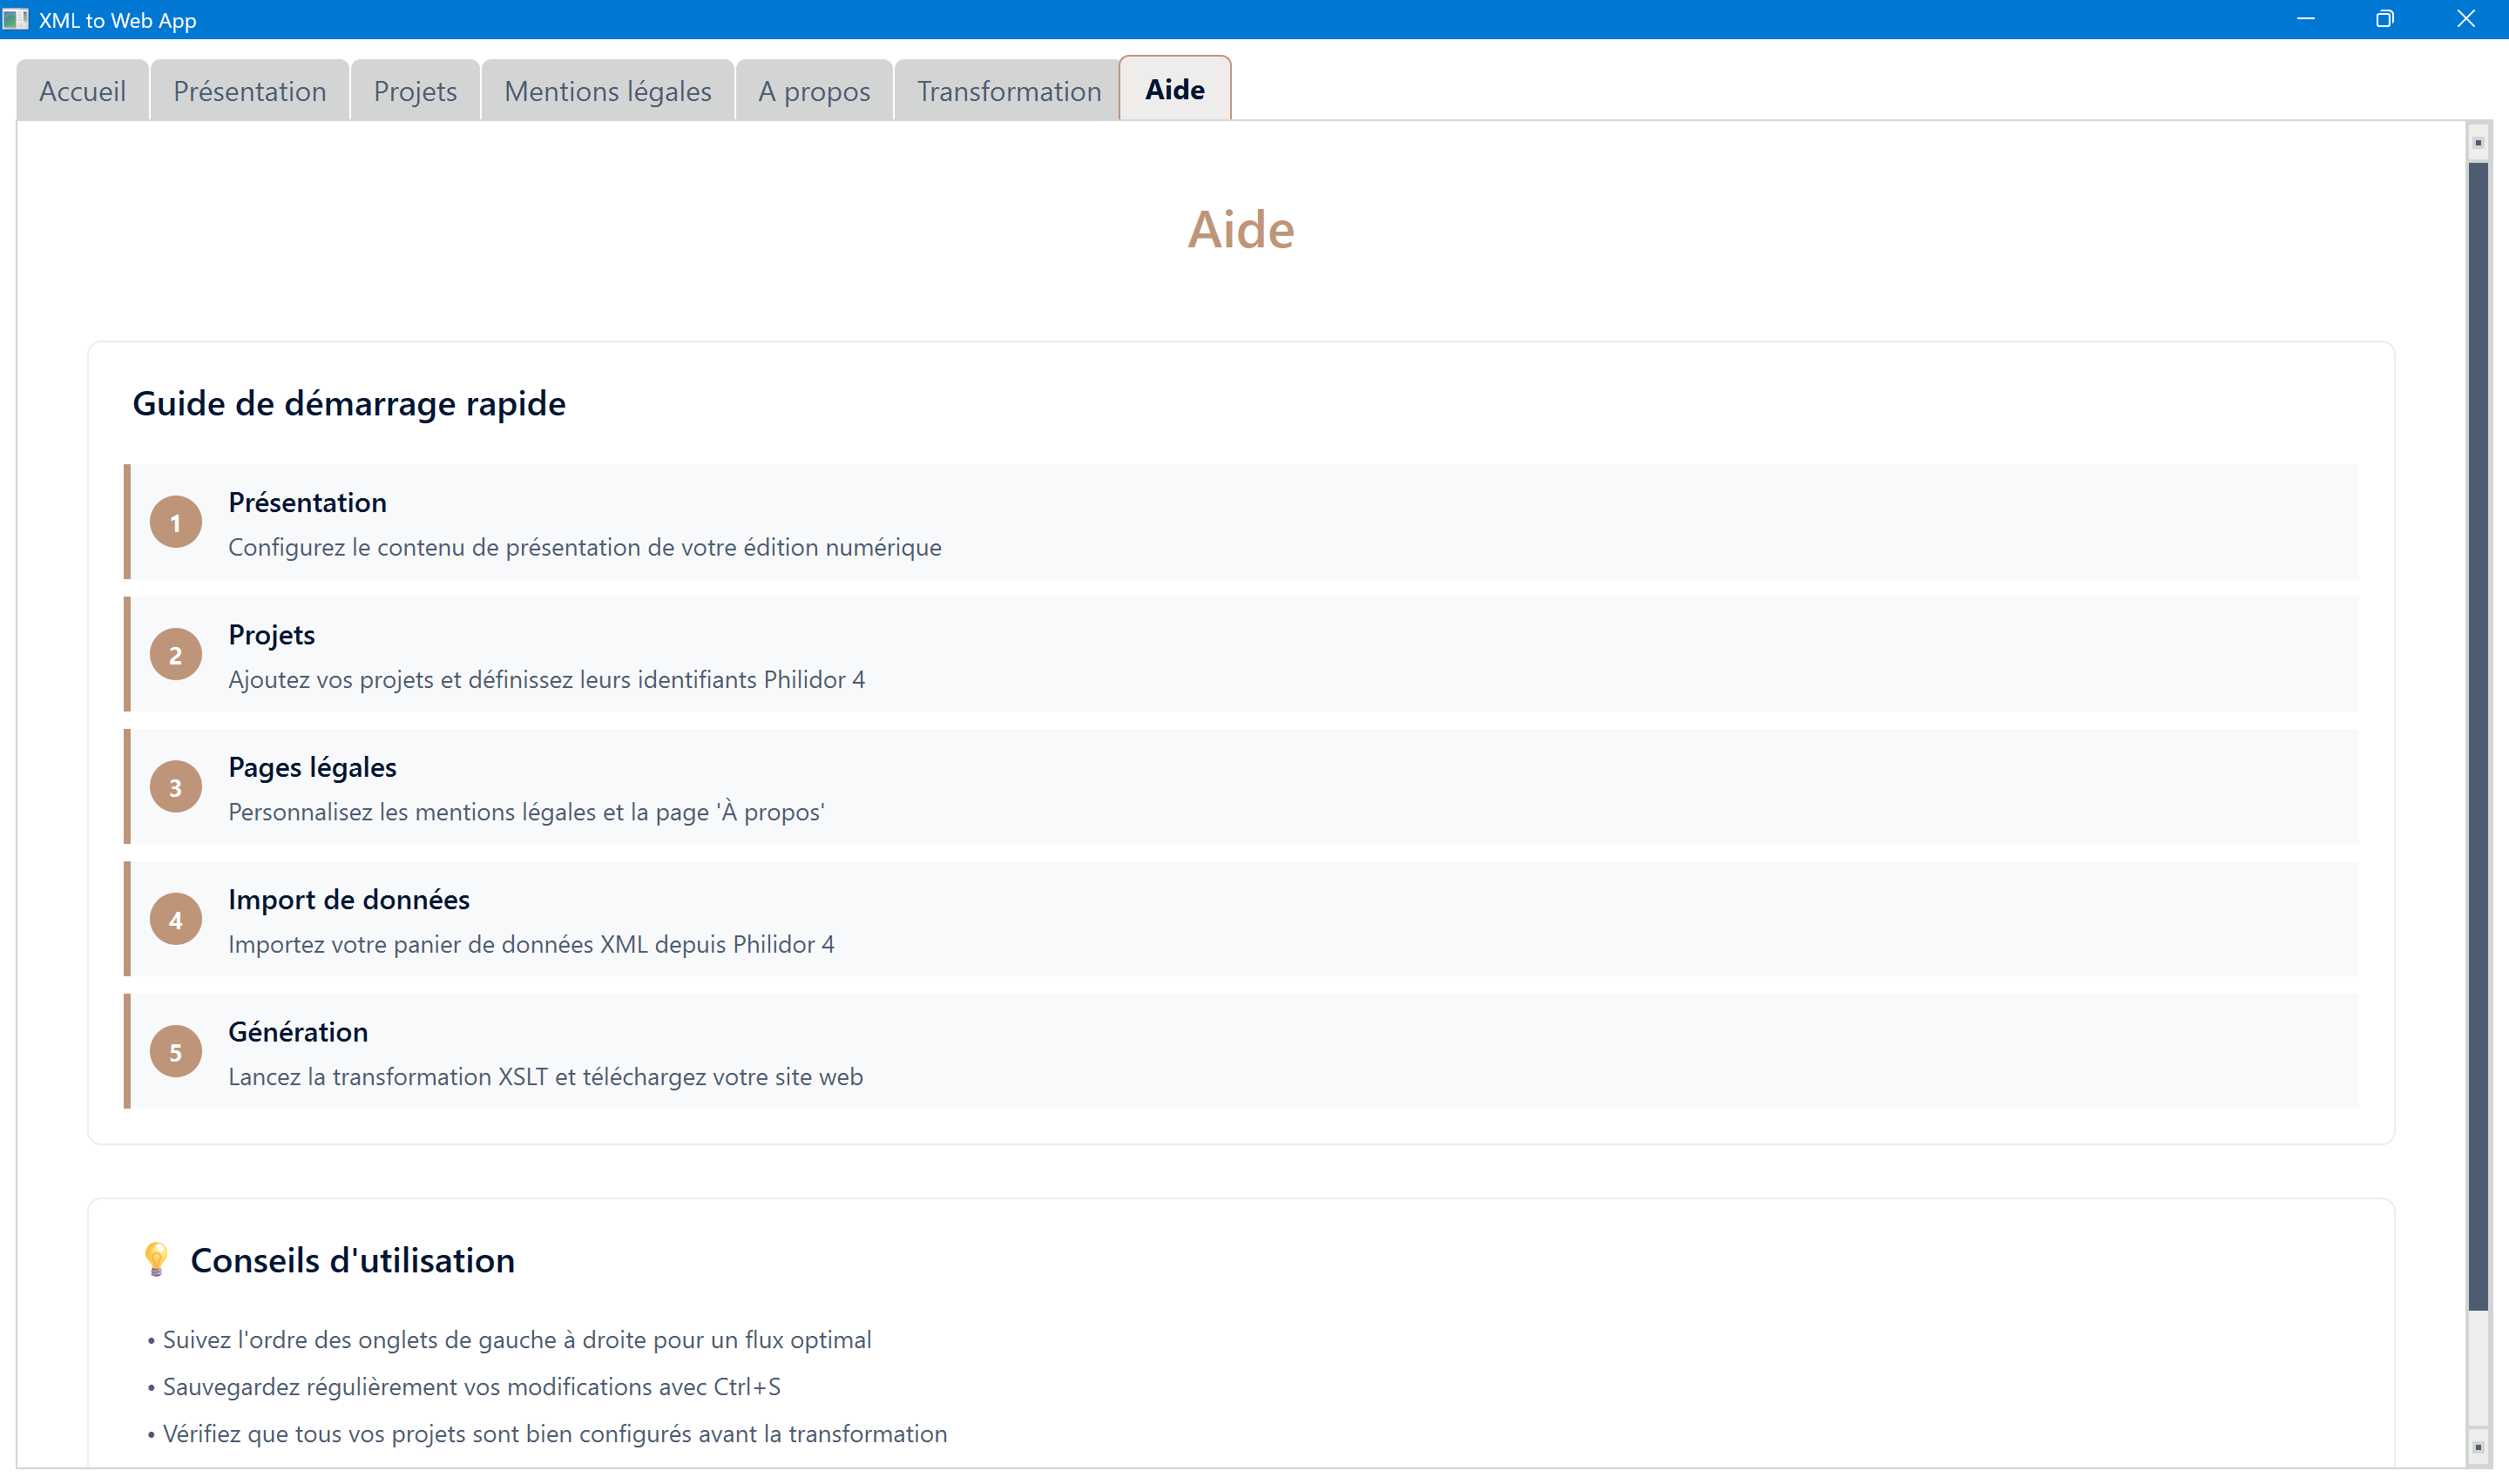 XML to Web App
Accueil
Présentation
Projets
Mentions légales
A propos
Transformation
Aide
Aide
Guide de démarrage rapide
1
Présentation
Configurez le contenu de présentation de votre édition numérique
2
Projets
Ajoutez vos projets et définissez leurs identifiants Philidor 4
3
Pages légales
Personnalisez les mentions légales et la page 'À propos'
4
Import de données
Importez votre panier de données XML depuis Philidor 4
5
Génération
Lancez la transformation XSLT et téléchargez votre site web
💡 Conseils d'utilisation
• Suivez l'ordre des onglets de gauche à droite pour un flux optimal
• Sauvegardez régulièrement vos modifications avec Ctrl+S
• Vérifiez que tous vos projets sont bien configurés avant la transformation